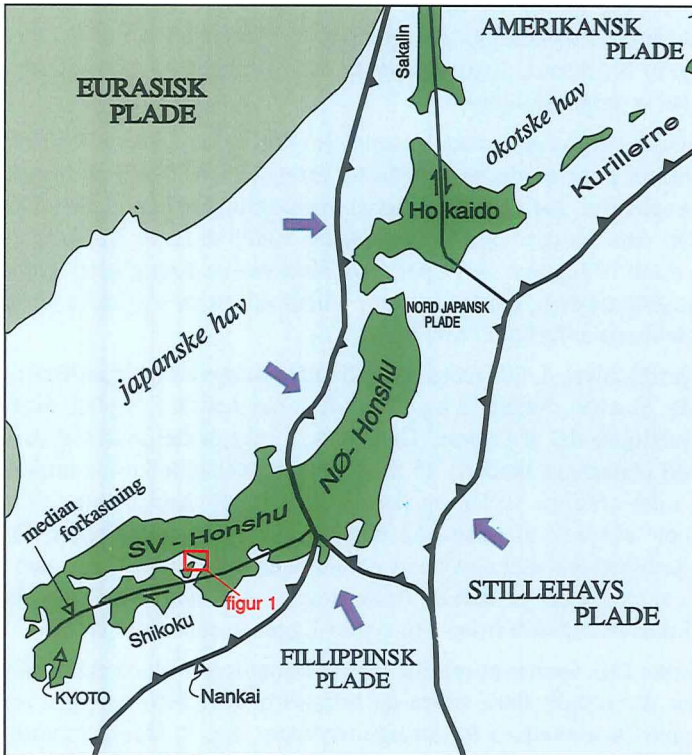 AMERIKANSK
PLADE
EURASISK
PLADE
Sakalin
okotske hav
Kurillerne
Hokaido
NORD JAPANSK
PLADE
japanske hav
NØ - Honshu
median
forkastning
SV - Honshu
figur 1
STILLEHAVS
PLADE
Shikoku
FILLIPPINSK
PLADE
KYOTO
Nankai